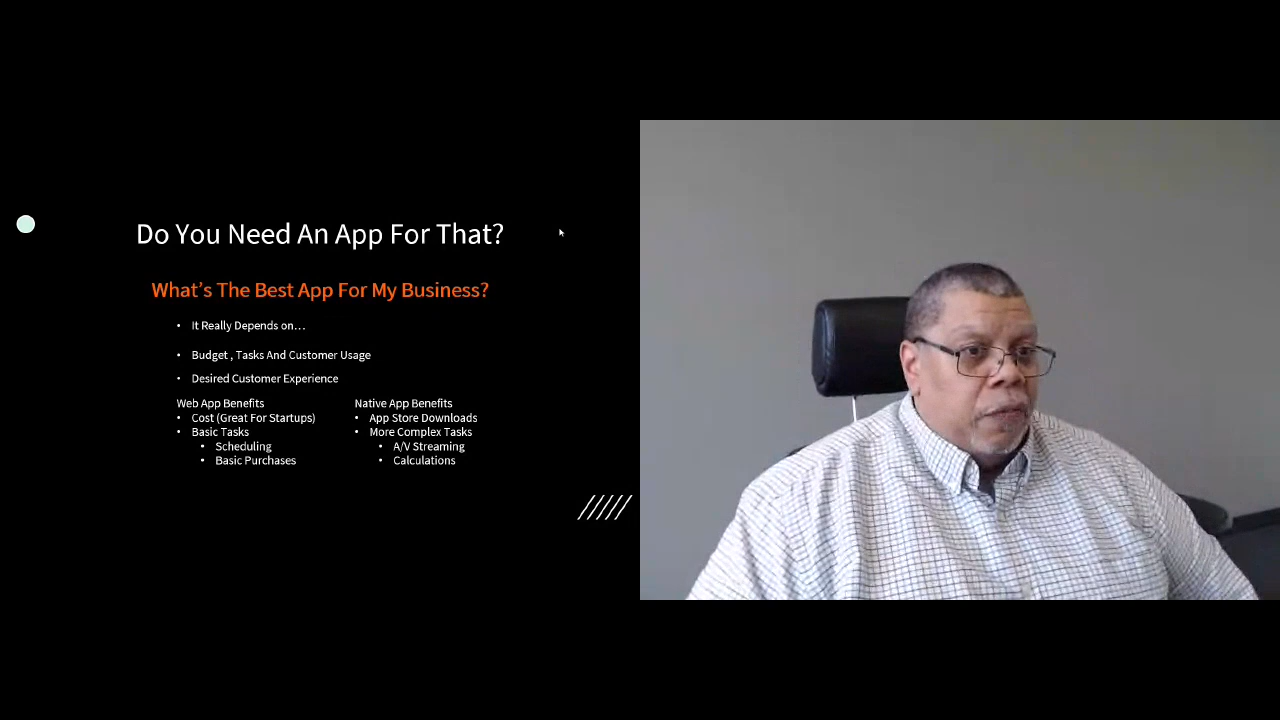 Do You Need An App For That?
What's The Best App For My Business?
• It Really Depends on…
• Budget , Tasks And Customer Usage
• Desired Customer Experience
Web App Benefits
• Cost (Great For Startups)
• Basic Tasks
• Scheduling
• Basic Purchases
Native App Benefits
• App Store Downloads
• More Complex Tasks
• A/V Streaming
• Calculations